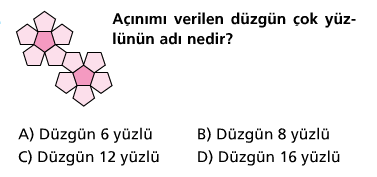 Açınımı verilen düzgün çok yüz-
lünün adı nedir?
A) Düzgün 6 yüzlü B) Düzgün 8 yüzlü
C) Düzgün 12 yüzlü D) Düzgün 16 yüzlü